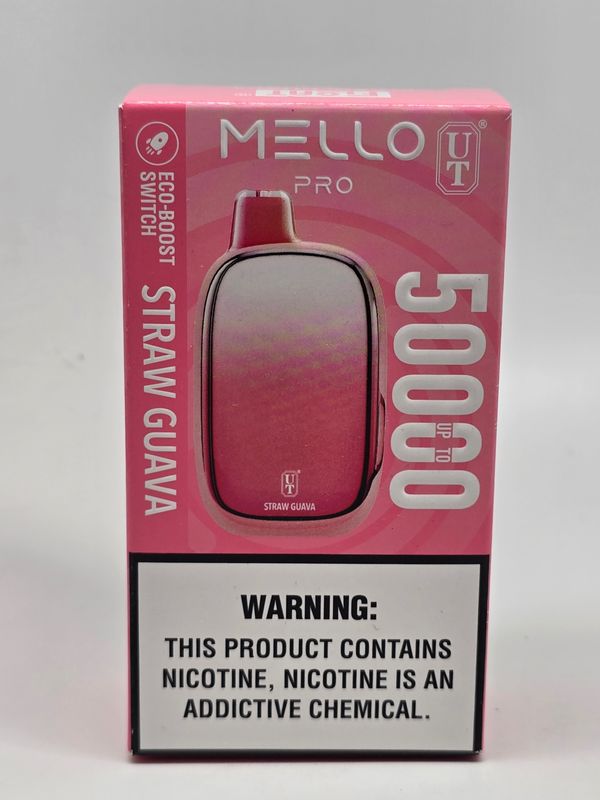 MELLO
PRO
UT®
ECO-BOOST
SWITCH
STRAW GUAVA
50000
UP TO
UT
STRAW GUAVA
WARNING:
THIS PRODUCT CONTAINS
NICOTINE, NICOTINE IS AN
ADDICTIVE CHEMICAL.